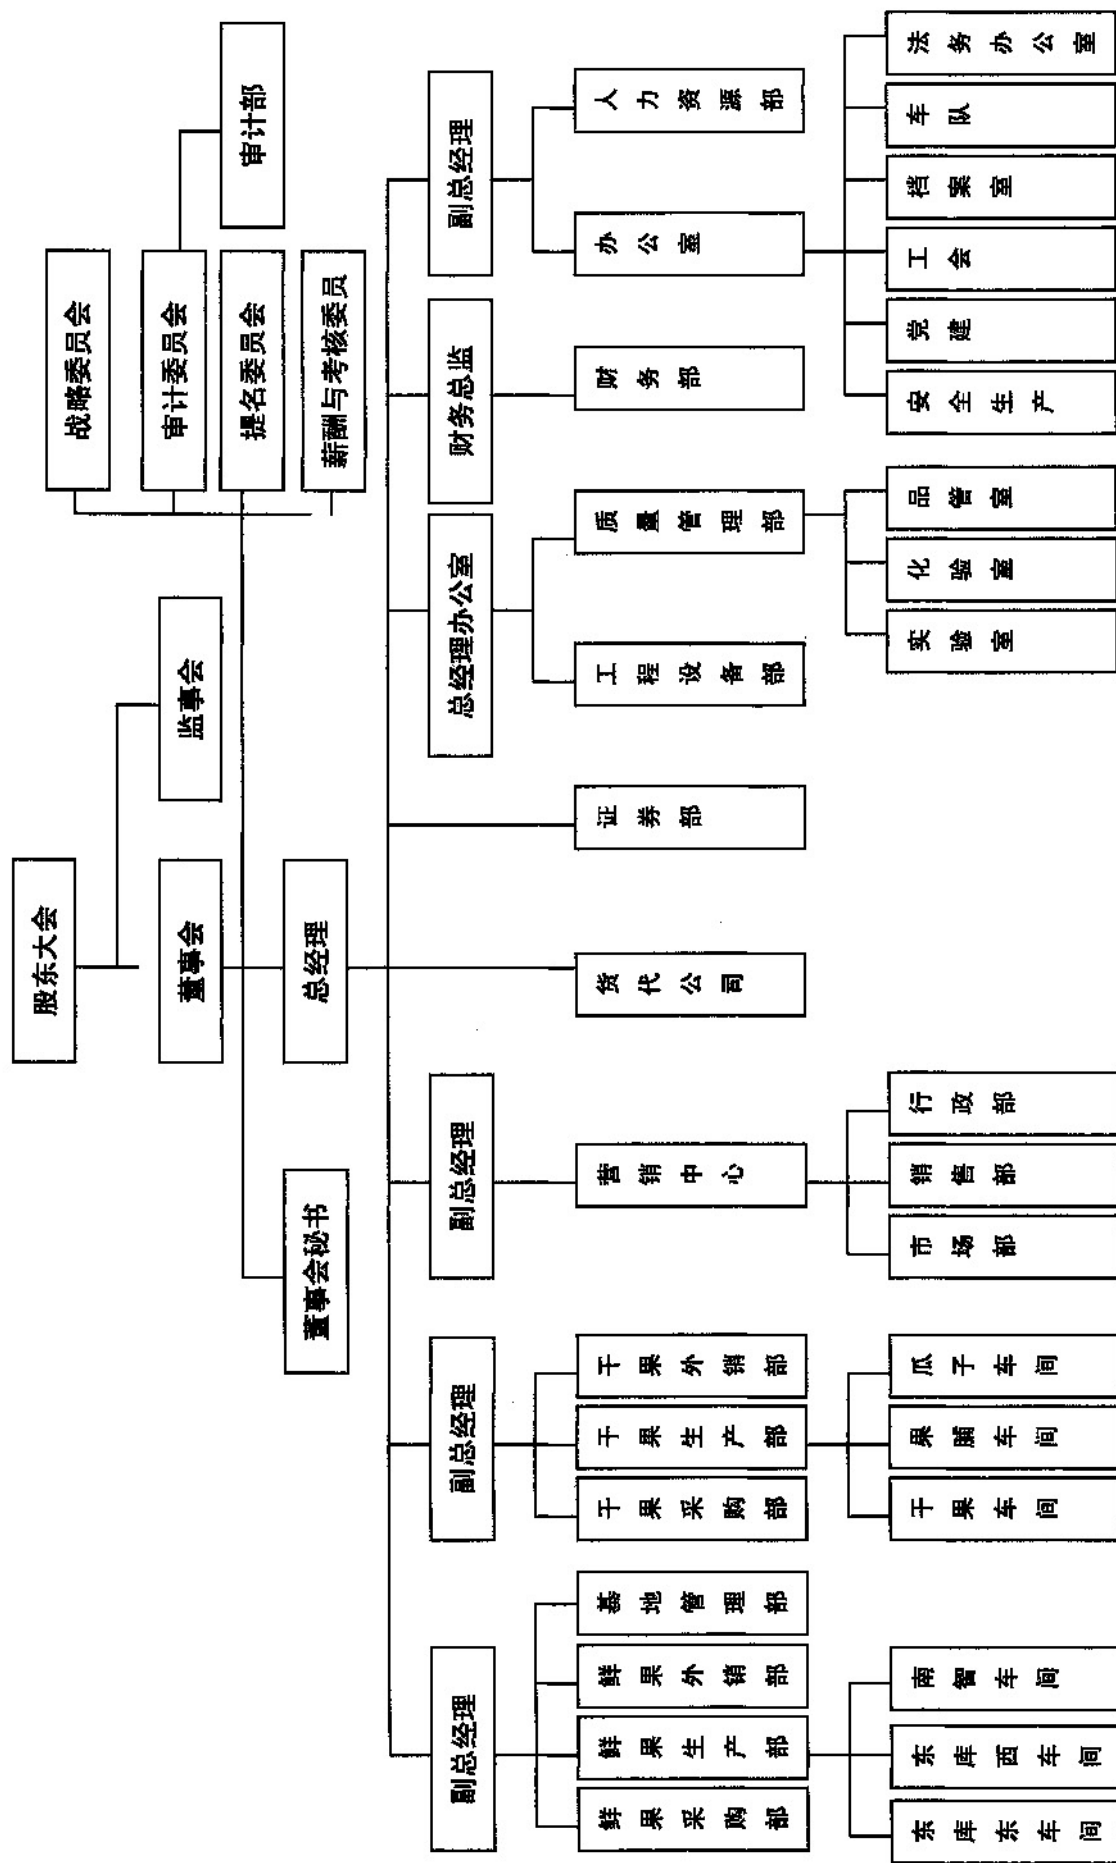 股东大会
监事会
董事会
战略委员会
审计委员会
提名委员会
薪酬与考核委员
审计部
董事会秘书
总经理
副总经理
副总经理
副总经理
总经理办公室
财务总监
副总经理
鲜果采购部
鲜果生产部
鲜果外销部
基地管理部
干果采购部
干果生产部
干果外销部
营销中心
货代公司
证券部
工程设备部
质量管理部
财务部
办公室
人力资源部
东库东车间
东库西车间
南智车间
干果车间
果脯车间
瓜子车间
市场部
销售部
行政部
实验室
化验室
品管室
安全生产
党建
工会
档案室
车队
法务办公室